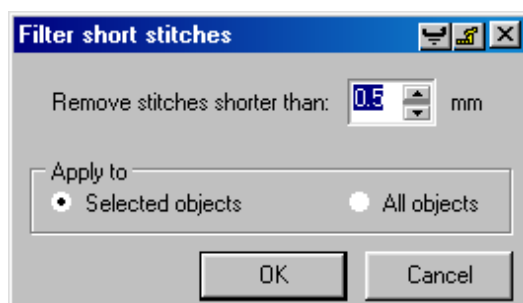 Filter short stitches
Remove stitches shorter than: 0.5 mm
Apply to
Selected objects All objects
OK Cancel